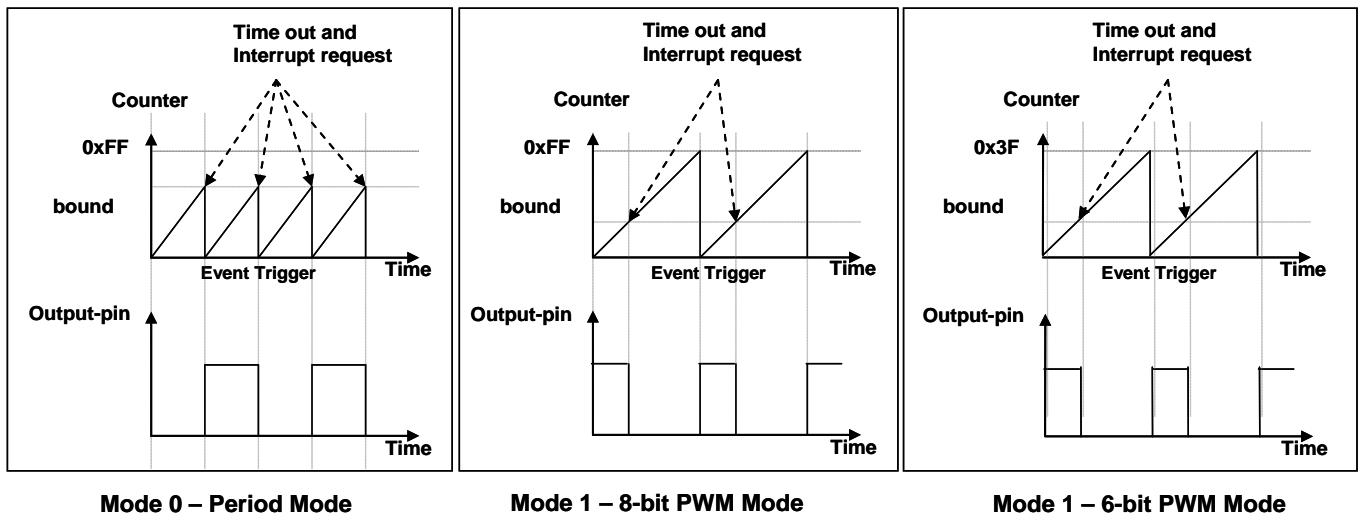 Time out and
Interrupt request
Counter
0xFF
bound
Event Trigger
Time
Output-pin
Time
Mode 0 – Period Mode
Time out and
Interrupt request
Counter
0xFF
bound
Event Trigger
Time
Output-pin
Time
Mode 1 – 8-bit PWM Mode
Time out and
Interrupt request
Counter
0x3F
bound
Event Trigger
Time
Output-pin
Time
Mode 1 – 6-bit PWM Mode